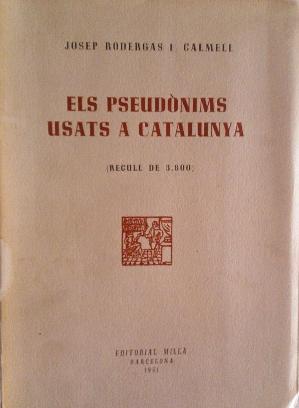 JOSEP RODERGAS I CALMELL
ELS PSEUDÒNIMS
USATS A CATALUNYA
(RECULL DE 3.800)
EDITORIAL MILLÀ
BARCELONA
1951